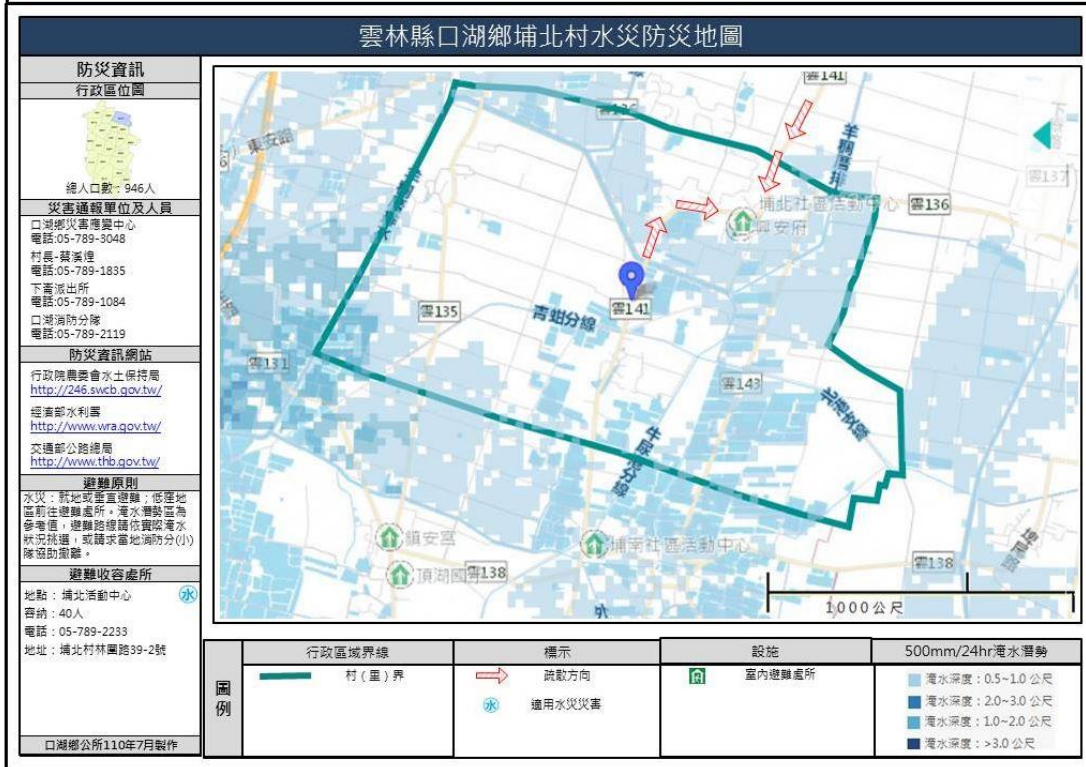 雲林縣口湖鄉埔北村水災防災地圖
防災資訊
行政區位圖
總人口數：946人
災害通報單位及人員
口湖鄉災害應變中心
電話:05-789-3048
村長-蔡溪煌
電話:05-789-1835
下崙派出所
電話:05-789-1084
口湖消防分隊
電話:05-789-2119
防災資訊網站
行政院農委會水土保持局
http://246.swcb.gov.tw/
經濟部水利署
http://www.wra.gov.tw/
交通部公路總局
http://www.thb.gov.tw/
避難原則
水災：就地或垂直避難；低窪地
區前往避難處所。淹水潛勢區為
參考值，避難路線請依實際淹水
狀況挑選，或請求當地消防分(小)
隊協助撤離。
避難收容處所
地點：埔北活動中心
水
容納：40人
電話：05-789-2233
地址：埔北村林園路39-2號
口湖鄉公所110年7月製作
雲141
雲136
東安路
雲137
埔北社區活動中心
興安府
雲136
雲135
青蚶分線
雲141
雲131
雲143
牛尿港分線
鎮安宮
埔南社區活動中心
頂湖國
雲138
雲138
1000公尺
圖例
行政區域界線
村（里）界
標示
疏散方向
水
適用水災災害
設施
室內避難處所
500mm/24hr淹水潛勢
淹水深度：0.5~1.0 公尺
淹水深度：2.0~3.0 公尺
淹水深度：1.0~2.0 公尺
淹水深度：>3.0 公尺